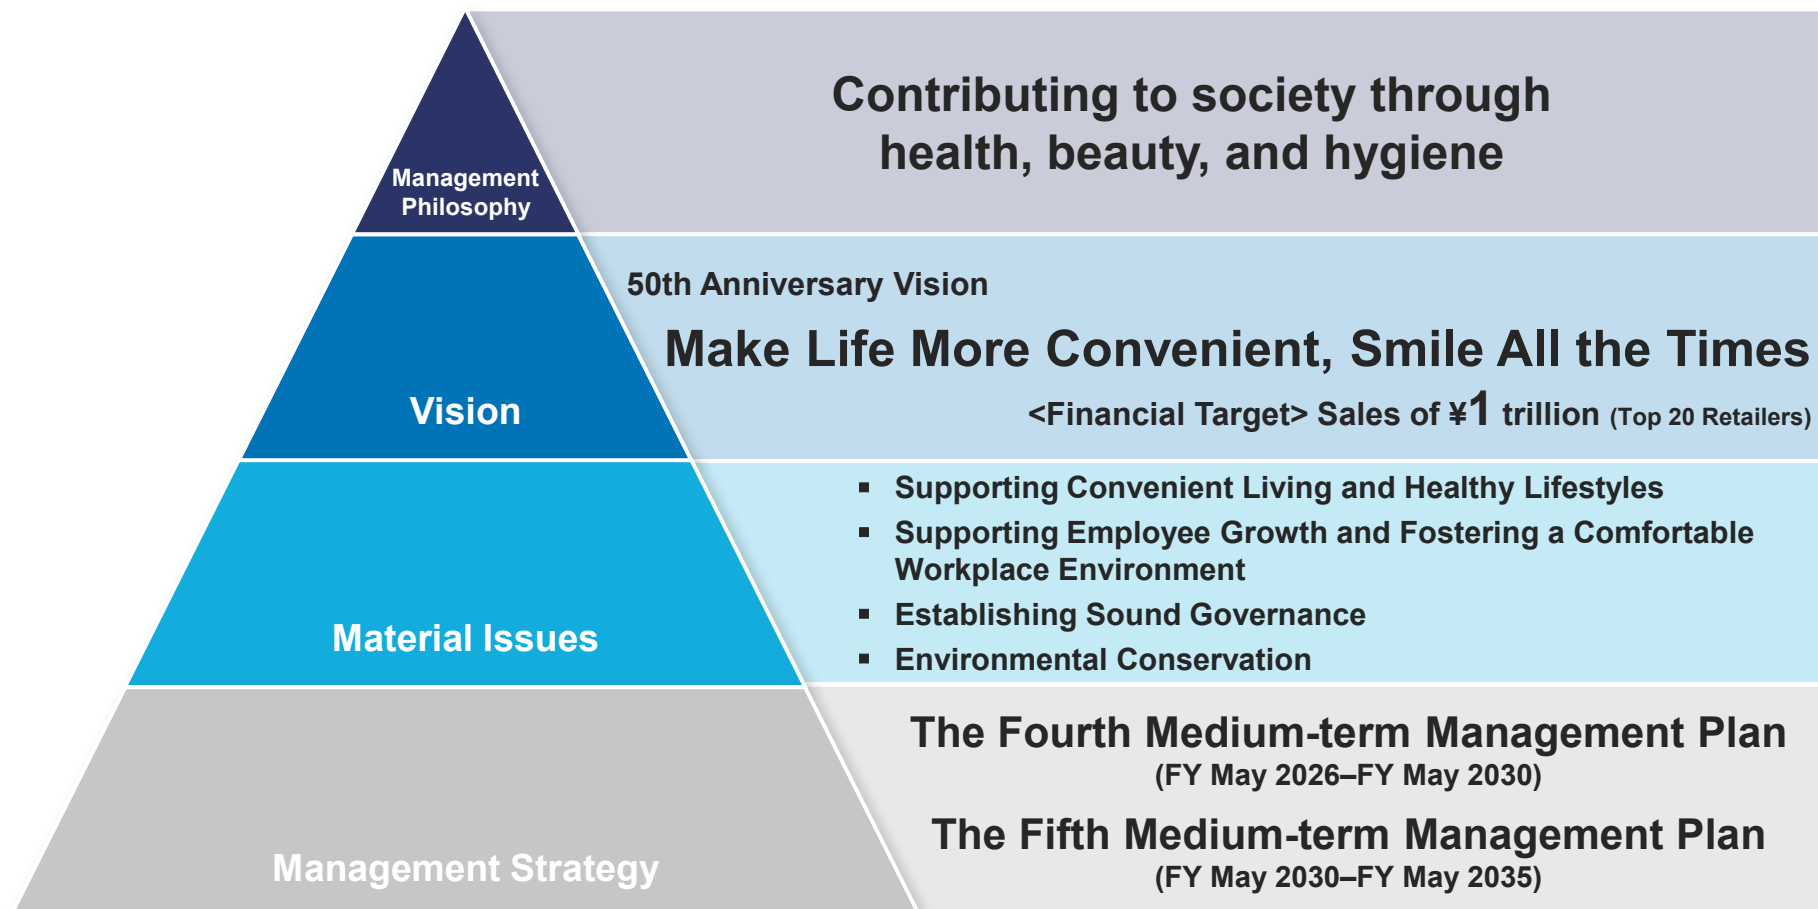 Management
Philosophy
Contributing to society through
health, beauty, and hygiene
Vision
50th Anniversary Vision
Make Life More Convenient, Smile All the Times
<Financial Target> Sales of ¥1 trillion (Top 20 Retailers)
Material Issues
▪ Supporting Convenient Living and Healthy Lifestyles
▪ Supporting Employee Growth and Fostering a Comfortable
Workplace Environment
▪ Establishing Sound Governance
▪ Environmental Conservation
Management Strategy
The Fourth Medium-term Management Plan
(FY May 2026–FY May 2030)
The Fifth Medium-term Management Plan
(FY May 2030–FY May 2035)